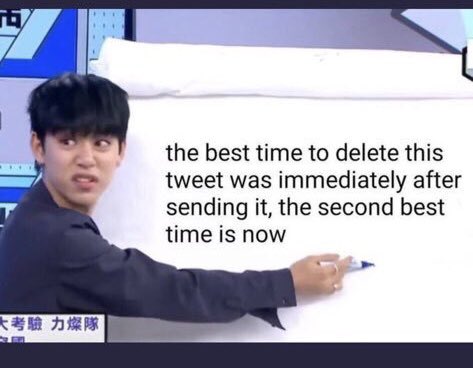 the best time to delete this
tweet was immediately after
sending it, the second best
time is now
大考驗 力燦隊